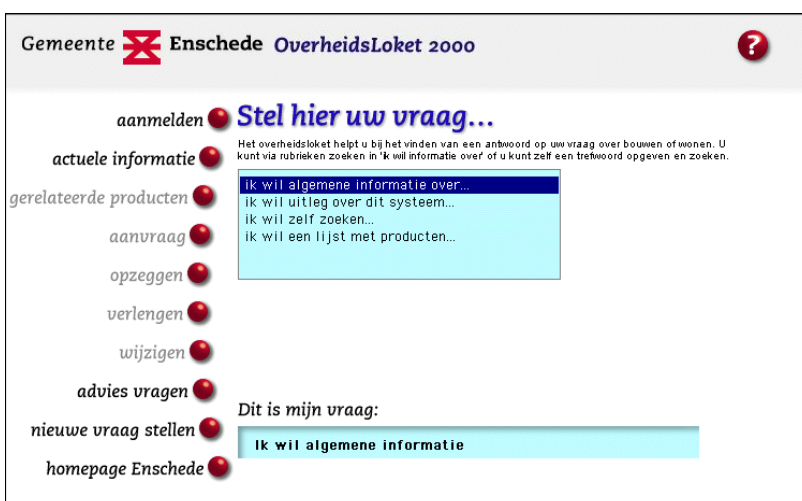 Gemeente Enschede OverheidsLoket 2000
?
aanmelden
actuele informatie
gerelateerde producten
aanvraag
opzeggen
verlengen
wijzigen
advies vragen
nieuwe vraag stellen
homepage Enschede
Stel hier uw vraag...
Het overheidsloket helpt u bij het vinden van een antwoord op uw vraag over bouwen of wonen. U
kunt via rubrieken zoeken in 'ik wil informatie over' of u kunt zelf een trefwoord opgeven en zoeken.
ik wil algemene informatie over...
ik wil uitleg over dit systeem...
ik wil zelf zoeken...
ik wil een lijst met producten...
Dit is mijn vraag:
Ik wil algemene informatie